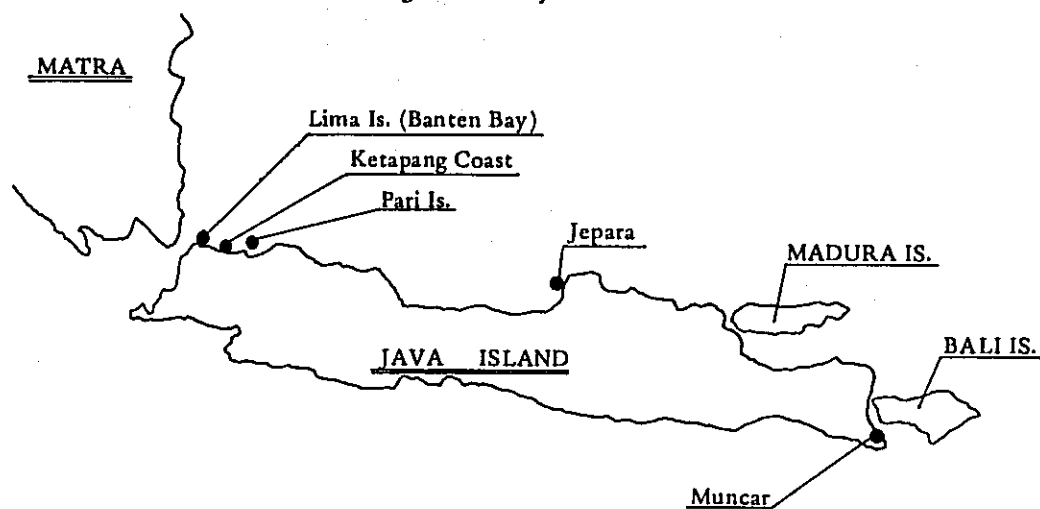 MATRA
Lima Is. (Banten Bay)
Ketapang Coast
Pari Is.
Jepara
MADURA IS.
BALI IS.
JAVA ISLAND
Muncar